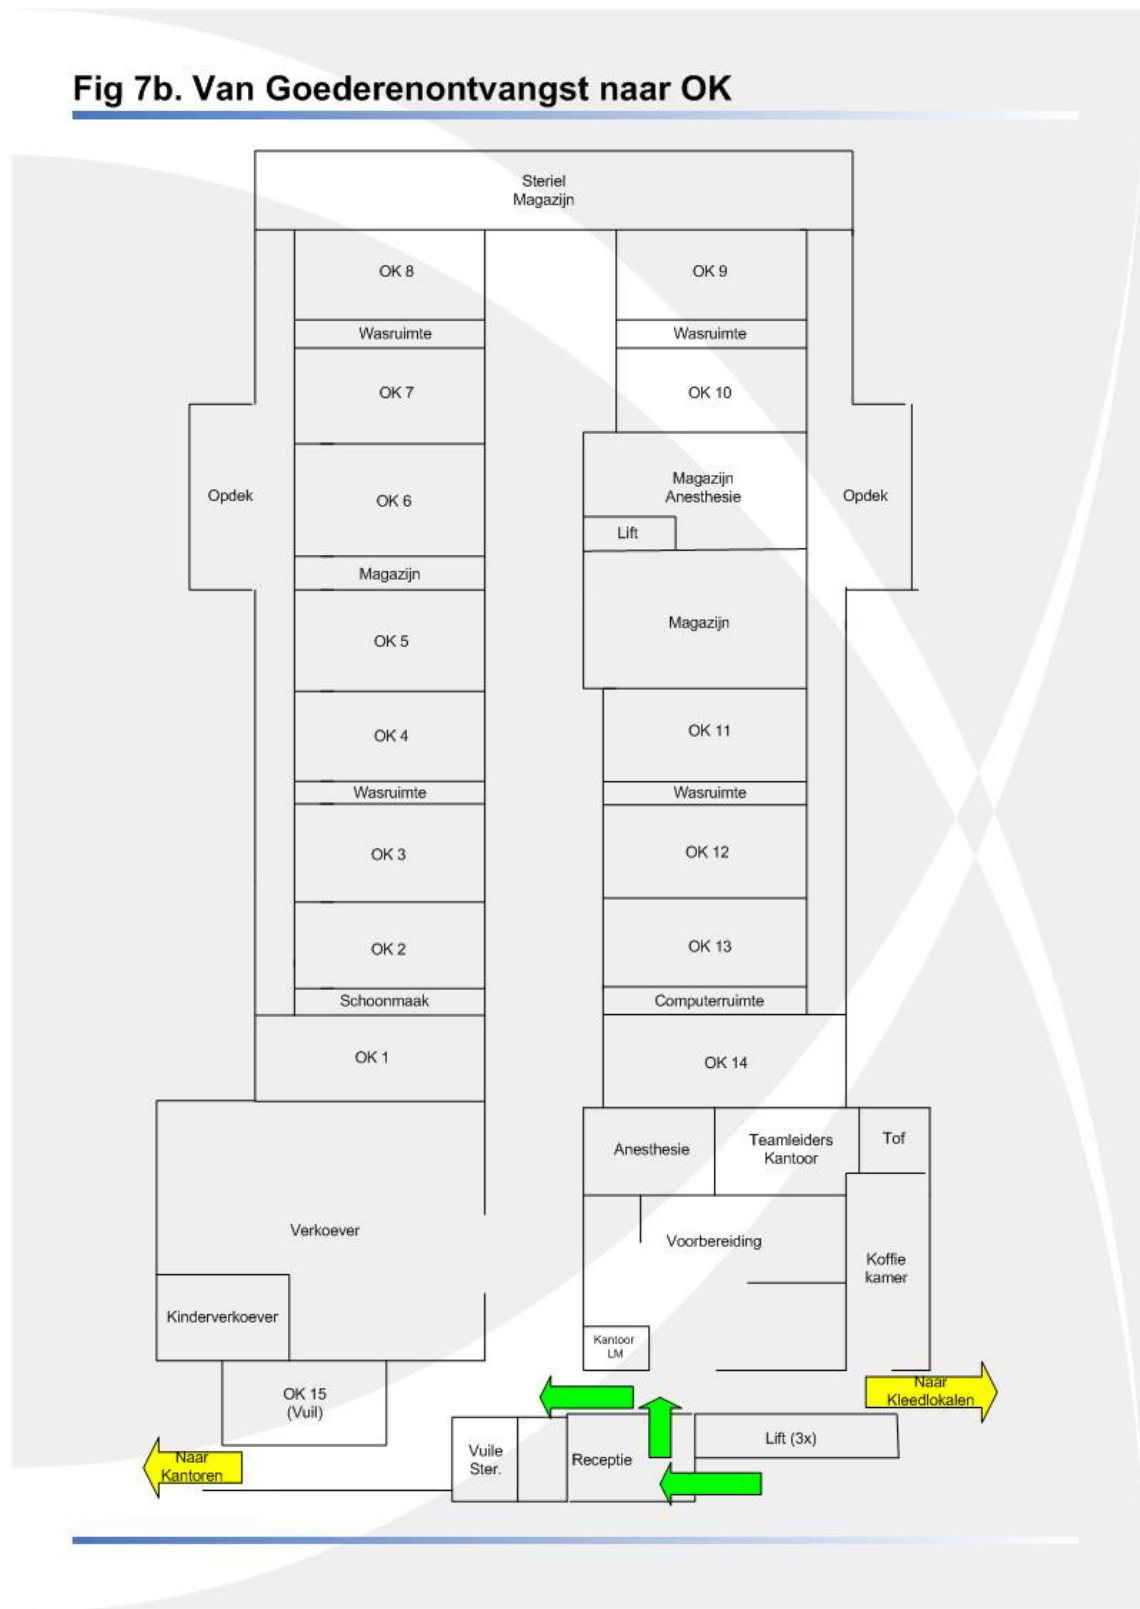 Fig 7b. Van Goederenontvangst naar OK
Steriel
Magazijn
OK 8
OK 9
Wasruimte
Wasruimte
OK 7
OK 10
Opdek
OK 6
Magazijn
Anesthesie
Opdek
Lift
Magazijn
Magazijn
OK 5
OK 4
OK 11
Wasruimte
Wasruimte
OK 3
OK 12
OK 2
OK 13
Schoonmaak
Computerruimte
OK 1
OK 14
Anesthesie
Teamleiders
Kantoor
Tof
Verkoever
Voorbereiding
Koffie
kamer
Kinderverkoever
Kantoor
LM
OK 15
(Vuil)
Naar
Kleedlokalen
Naar
Kantoren
Vuile
Ster.
Receptie
Lift (3x)